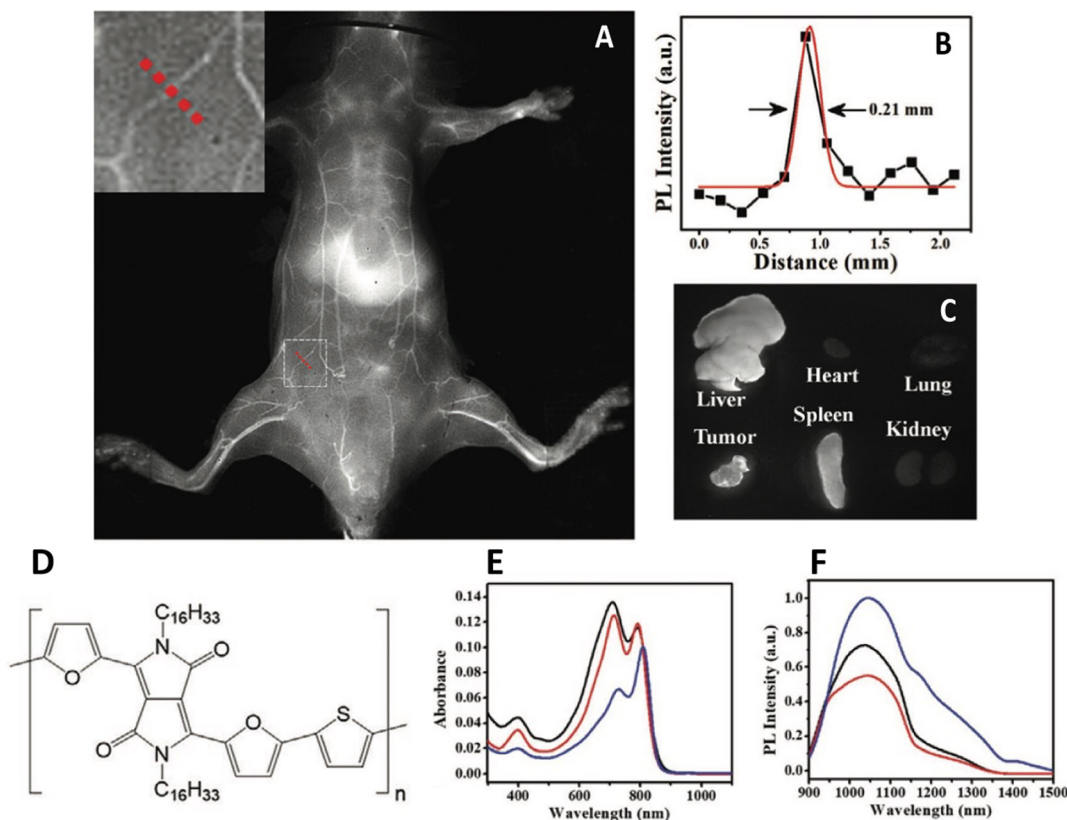 A
B
PL Intensity (a.u.)
0.21 mm
0.0 0.5 1.0 1.5 2.0
Distance (mm)
C
Liver Heart Lung
Tumor Spleen Kidney
D
C16H33
N
O
O
O
O
S
N
C16H33
n
E
Aborbance
0.14
0.12
0.10
0.08
0.06
0.04
0.02
0.00
400 600 800 1000
Wavelength (nm)
F
PL Intensity (a.u.)
1.0
0.8
0.6
0.4
0.2
0.0
900 1000 1100 1200 1300 1400 1500
Wavelength (nm)